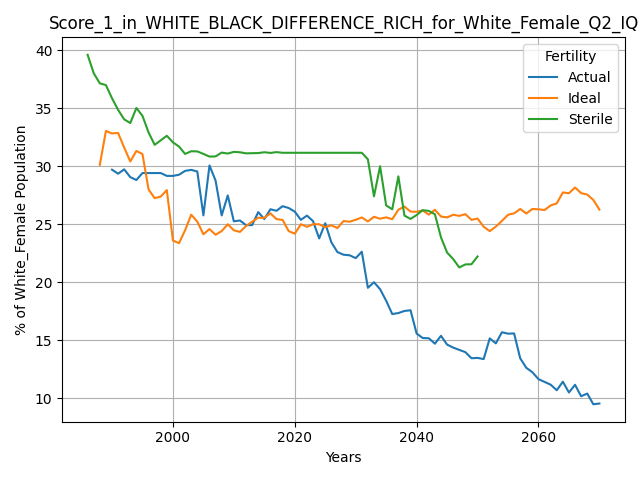 Score_1_in_WHITE_BLACK_DIFFERENCE_RICH_for_White_Female_Q2_IQ
% of White_Female Population
40
35
30
25
20
15
10
Fertility
Actual
Ideal
Sterile
2000
2020
2040
2060
Years